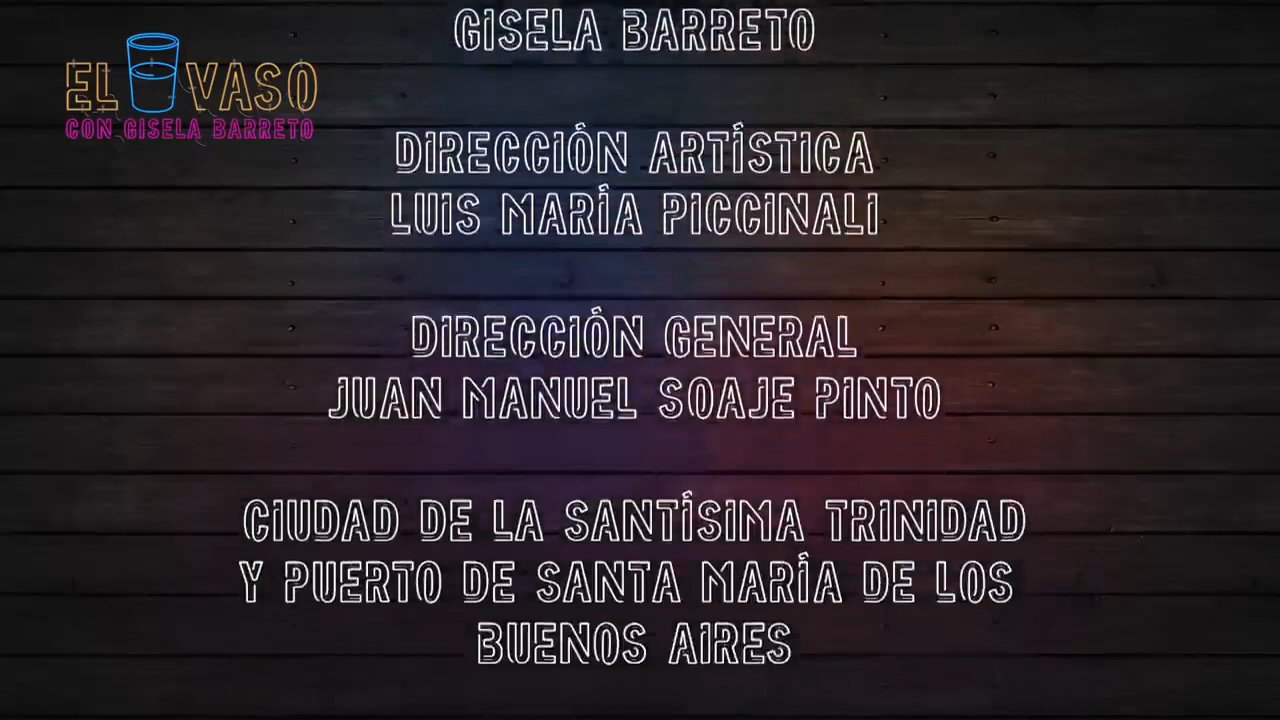 GISELA BARRETO
EL VASO
CON GISELA BARRETO
DIRECCIÓN ARTÍSTICA
LUIS MARÍA PICCINALI
DIRECCIÓN GENERAL
JUAN MANUEL SOAJE PINTO
CIUDAD DE LA SANTÍSIMA TRINIDAD
Y PUERTO DE SANTA MARÍA DE LOS
BUENOS AIRES